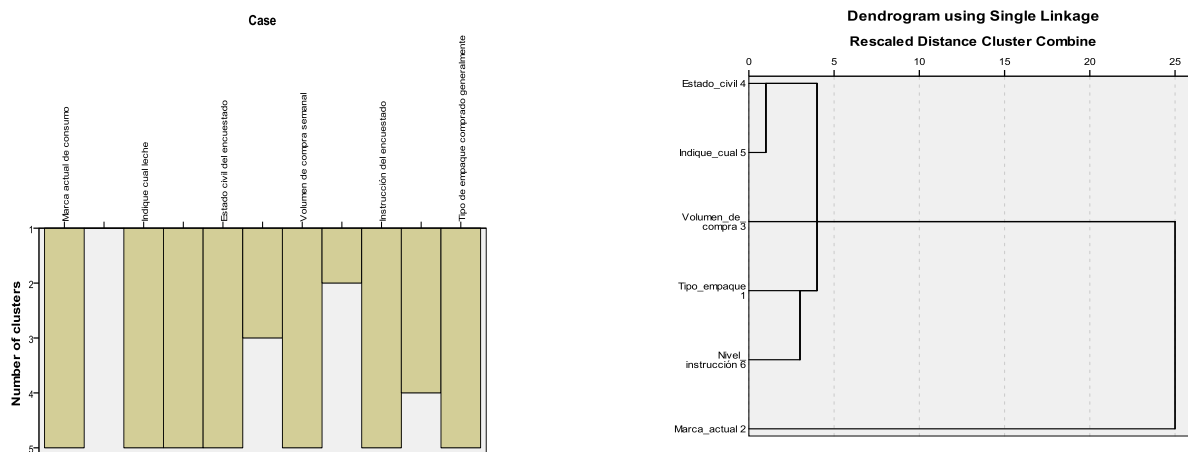 Case
Marca actual de consumo
Indique cual leche
Estado civil del encuestado
Volumen de compra semanal
Instrucción del encuestado
Tipo de empaque comprado generalmente
Number of clusters
1
2
3
4
5
Dendrogram using Single Linkage
Rescaled Distance Cluster Combine
0 5 10 15 20 25
Estado_civil 4
Indique_cual 5
Volumen_de_
compra 3
Tipo_empaque
1
Nivel_
instrucción 6
Marca_actual 2